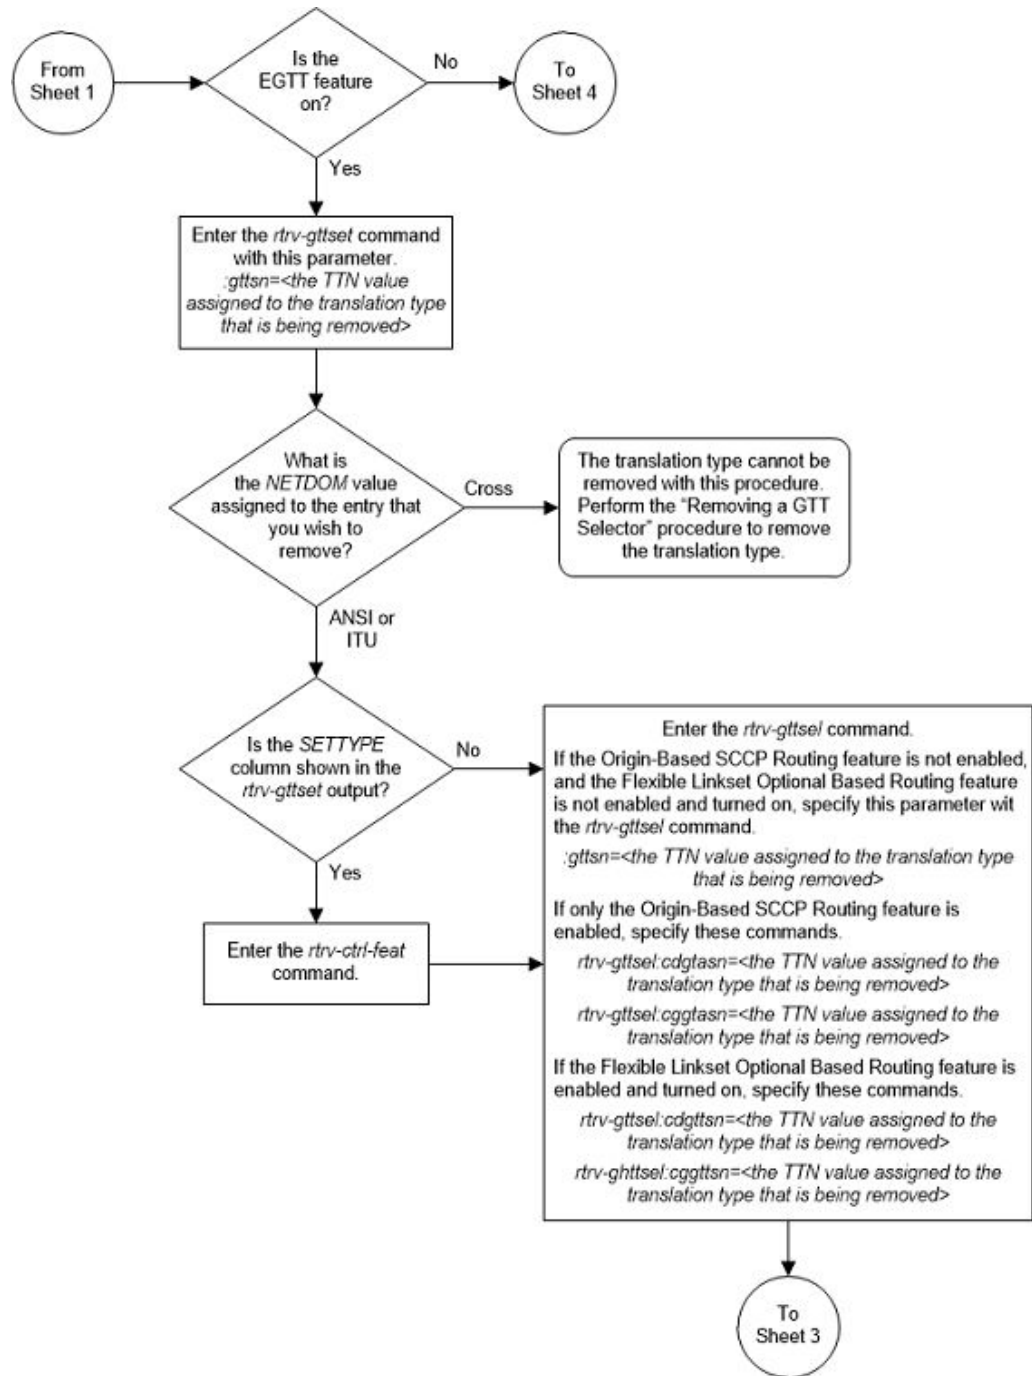 From
Sheet 1
Is the
EGTT feature
on?
No
To
Sheet 4
Yes
Enter the rtrv-gttset command
with this parameter.
:gttsn=<the TTN value
assigned to the translation type
that is being removed>
What is
the NETDOM value
assigned to the entry that
you wish to
remove?
Cross
The translation type cannot be
removed with this procedure.
Perform the “Removing a GTT
Selector” procedure to remove
the translation type.
ANSI or
ITU
Is the SETTYPE
column shown in the
rtrv-gttset output?
No
Yes
Enter the rtrv-ctrl-feat
command.
Enter the rtrv-gttsel command.
If the Origin-Based SCCP Routing feature is not enabled,
and the Flexible Linkset Optional Based Routing feature
is not enabled and turned on, specify this parameter wit
the rtrv-gttsel command.
:gttsn=<the TTN value assigned to the translation type
that is being removed>
If only the Origin-Based SCCP Routing feature is
enabled, specify these commands.
rtrv-gttsel:cdgtasn=<the TTN value assigned to the
translation type that is being removed>
rtrv-gttsel:cggtasn=<the TTN value assigned to the
translation type that is being removed>
If the Flexible Linkset Optional Based Routing feature is
enabled and turned on, specify these commands.
rtrv-gttsel:cdgttsn=<the TTN value assigned to the
translation type that is being removed>
rtrv-ghttsel:cggttsn=<the TTN value assigned to the
translation type that is being removed>
To
Sheet 3